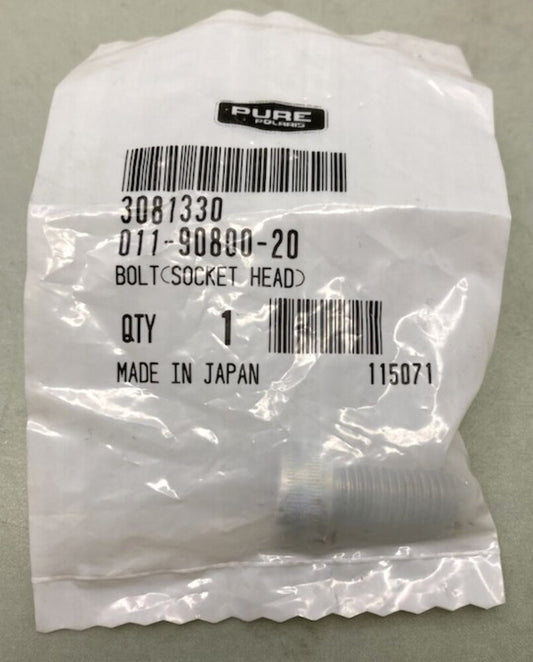 PURE
POLARIS
3081330
011-90800-20
BOLT(SOCKET HEAD)
QTY 1
MADE IN JAPAN 115071